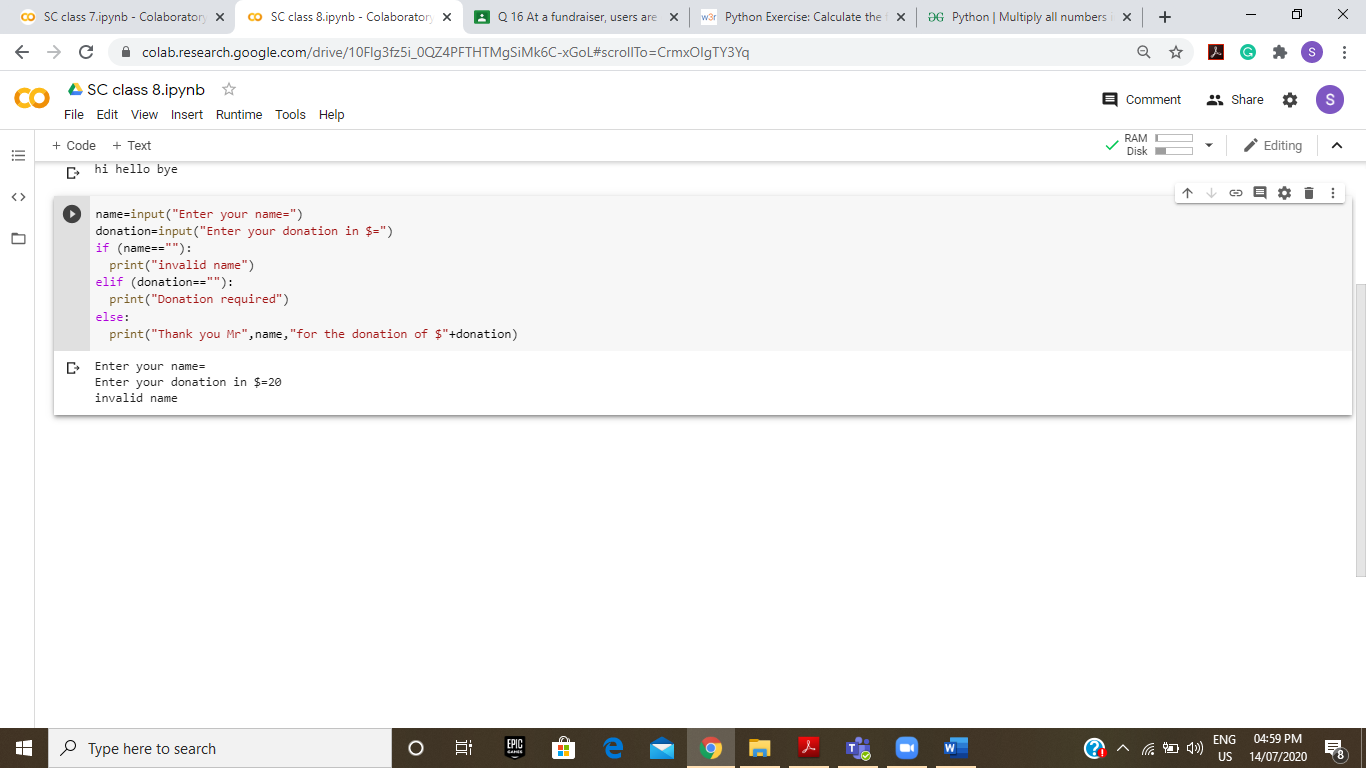 SC class 7.ipynb - Colaboratory
SC class 8.ipynb - Colaboratory
Q 16 At a fundraiser, users are
w3r Python Exercise: Calculate the
Python | Multiply all numbers
colab.research.google.com/drive/10FIg3fz5i_0QZ4PFTHTMgSiMk6C-xGoL#scrollTo=CrmxOIgTY3Yq
S
SC class 8.ipynb
File Edit View Insert Runtime Tools Help
Comment
Share
S
+ Code + Text
RAM
Disk
Editing
hi hello bye
name=input("Enter your name=")
donation=input("Enter your donation in $=")
if (name==""):
print("invalid name")
elif (donation==""):
print("Donation required")
else:
print("Thank you Mr",name,"for the donation of $"+donation)
Enter your name=
Enter your donation in $=20
invalid name
Type here to search
EPIC
GAMES
ENG
US
04:59 PM
14/07/2020
8